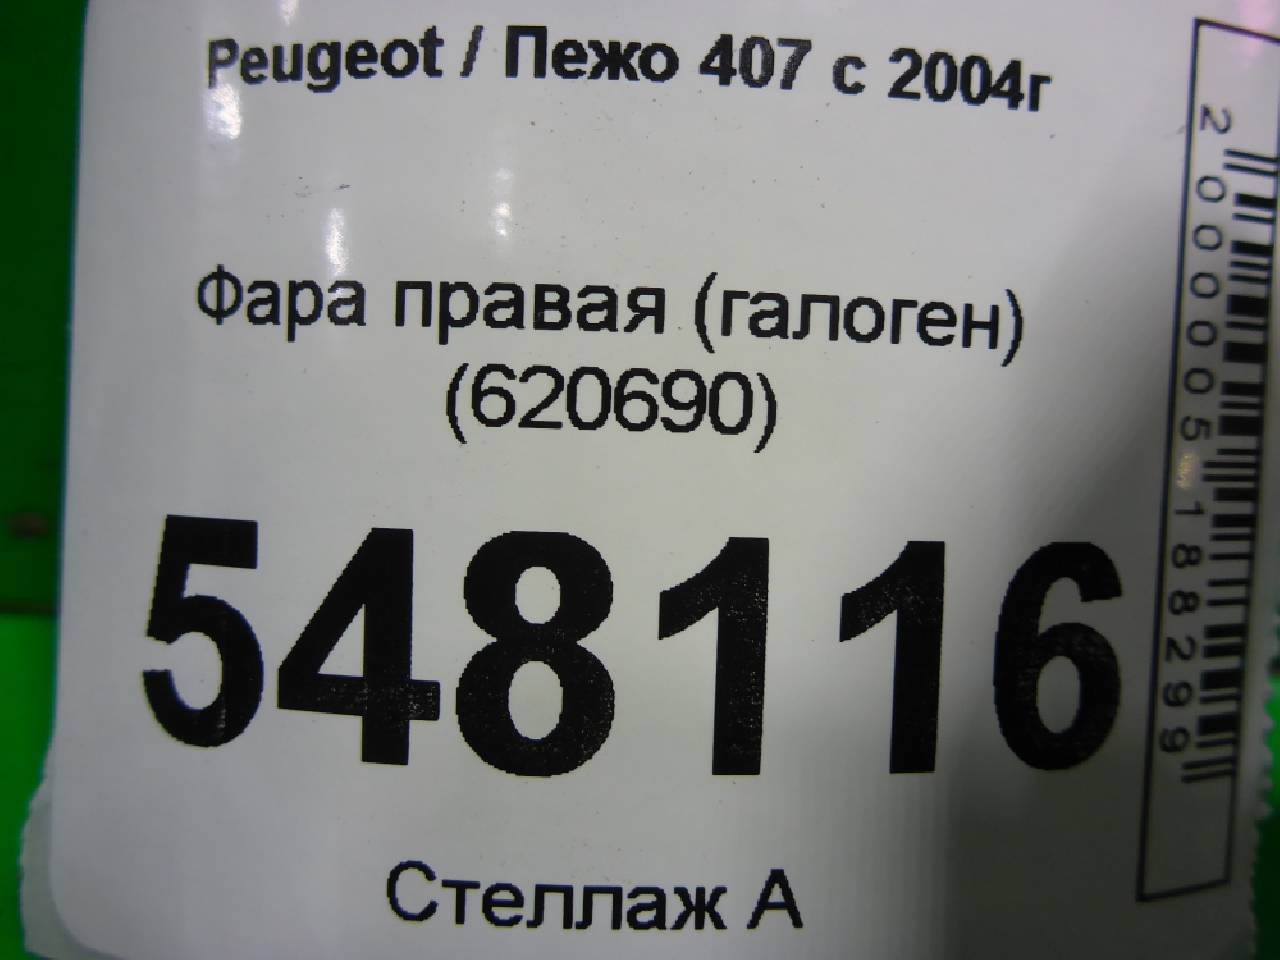 Peugeot / Пежо 407 с 2004г
Фара правая (галоген)
(620690)
548116
Стеллаж А
2000005188299